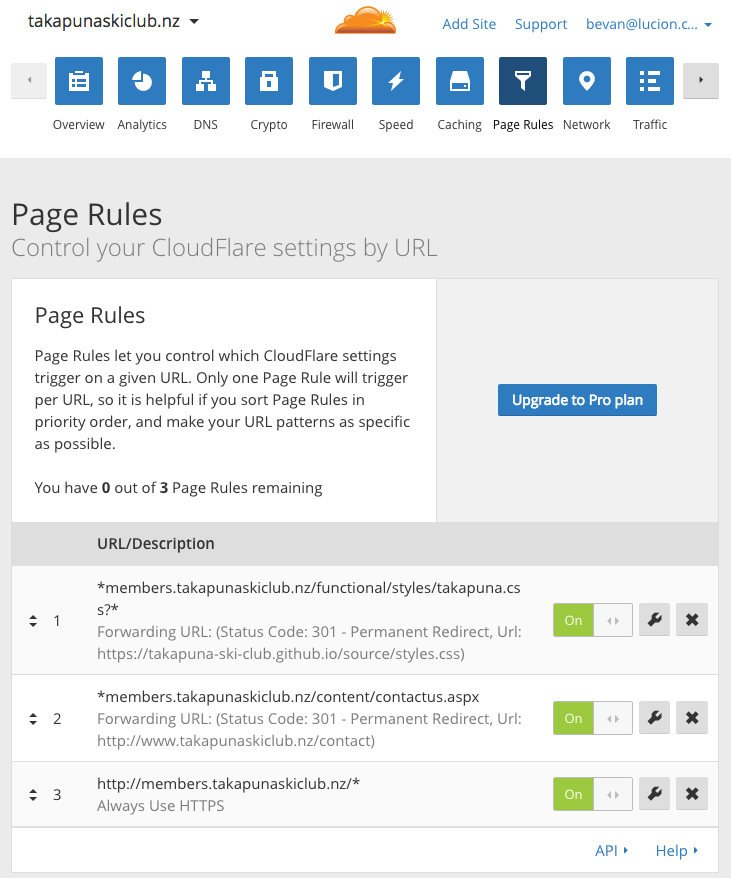 takapunaskiclub.nz
Add Site
Support
bevan@lucion.c...
Overview
Analytics
DNS
Crypto
Firewall
Speed
Caching
Page Rules
Network
Traffic
Page Rules
Control your CloudFlare settings by URL
Page Rules
Page Rules let you control which CloudFlare settings
trigger on a given URL. Only one Page Rule will trigger
per URL, so it is helpful if you sort Page Rules in
priority order, and make your URL patterns as specific
as possible.
You have 0 out of 3 Page Rules remaining
Upgrade to Pro plan
URL/Description
1
*members.takapunaskiclub.nz/functional/styles/takapuna.cs
s?*
Forwarding URL: (Status Code: 301 - Permanent Redirect, Url:
https://takapuna-ski-club.github.io/source/styles.css)
On
2
*members.takapunaskiclub.nz/content/contactus.aspx
Forwarding URL: (Status Code: 301 - Permanent Redirect, Url:
http://www.takapunaskiclub.nz/contact)
On
3
http://members.takapunaskiclub.nz/*
Always Use HTTPS
On
API
Help